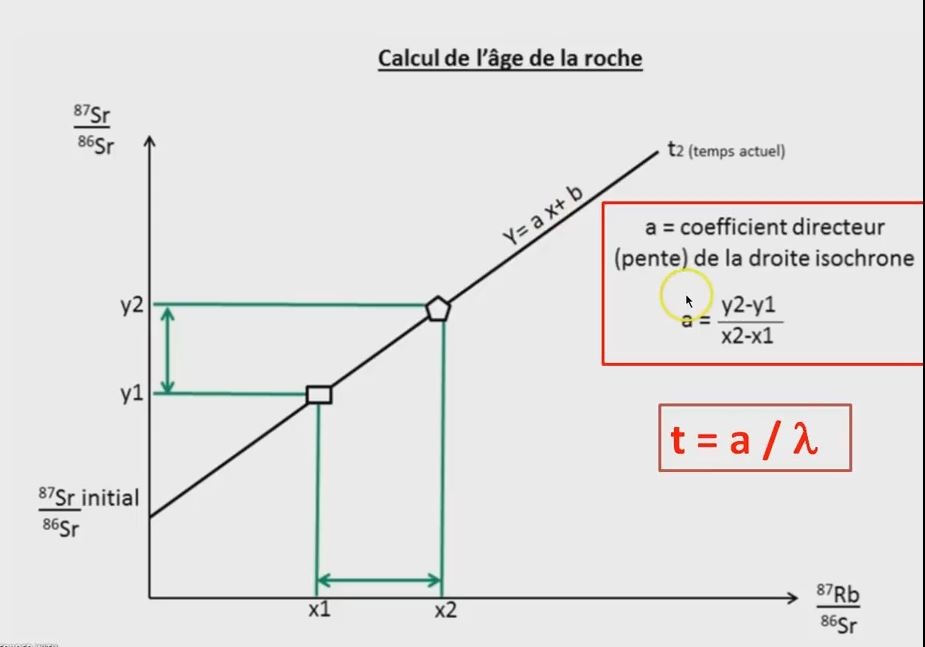 Calcul de l'âge de la roche
87Sr
86Sr
t2 (temps actuel)
Y= a x+ b
a = coefficient directeur
(pente) de la droite isochrone
a = y2-y1
x2-x1
y2
y1
t = a / λ
87Sr initial
86Sr
x1
x2
87Rb
86Sr